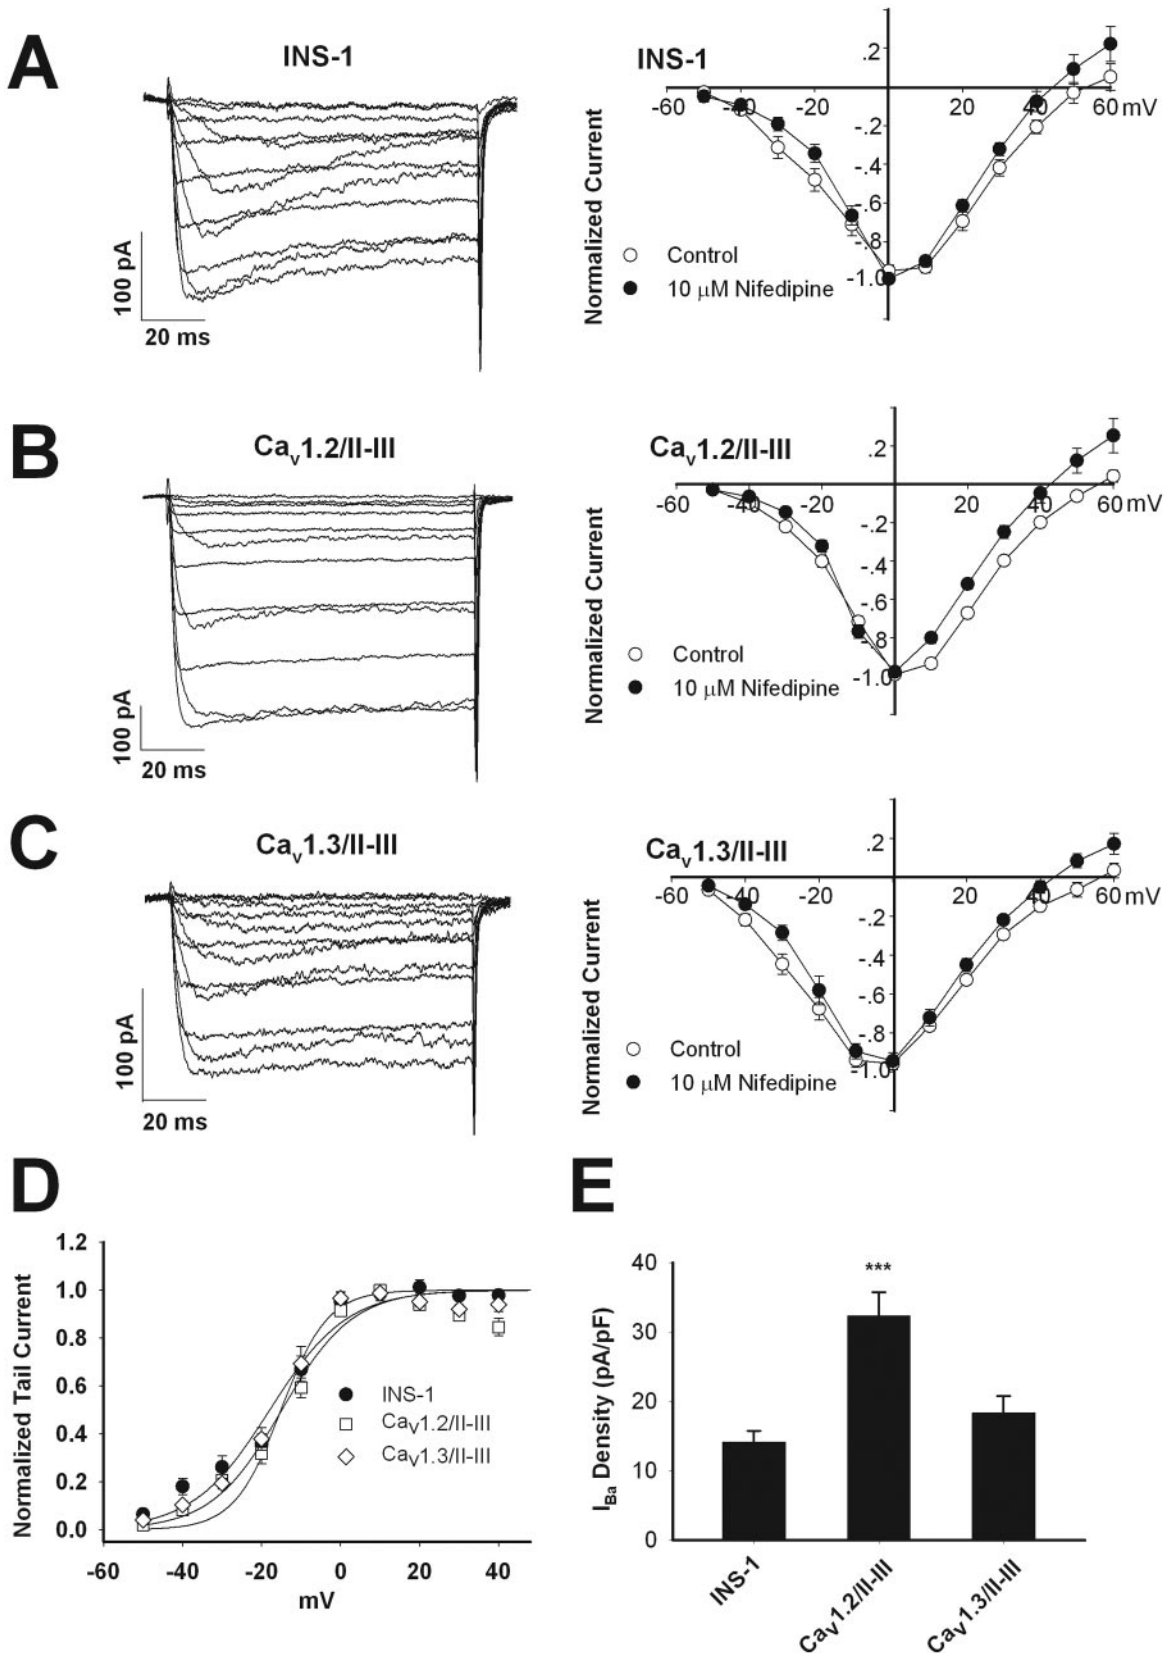 A
INS-1
100 pA
20 ms
INS-1
Normalized Current
.2
-60 -40 -20 20 40 60 mV
-.2
-.4
-.6
-.8
-1.0
Control
10 μM Nifedipine
B
Cav1.2/II-III
100 pA
20 ms
Cav1.2/II-III
Normalized Current
.2
-60 -40 -20 20 40 60 mV
-.2
-.4
-.6
-.8
-1.0
Control
10 μM Nifedipine
C
Cav1.3/II-III
100 pA
20 ms
Cav1.3/II-III
Normalized Current
.2
-60 -40 -20 20 40 60 mV
-.2
-.4
-.6
-.8
-1.0
Control
10 μM Nifedipine
D
Normalized Tail Current
1.2
1.0
0.8
0.6
0.4
0.2
0.0
-60 -40 -20 0 20 40
mV
INS-1
CaV1.2/II-III
CaV1.3/II-III
E
IBa Density (pA/pF)
40
30
20
10
0
***
INS-1
CaV1.2/II-III
CaV1.3/II-III